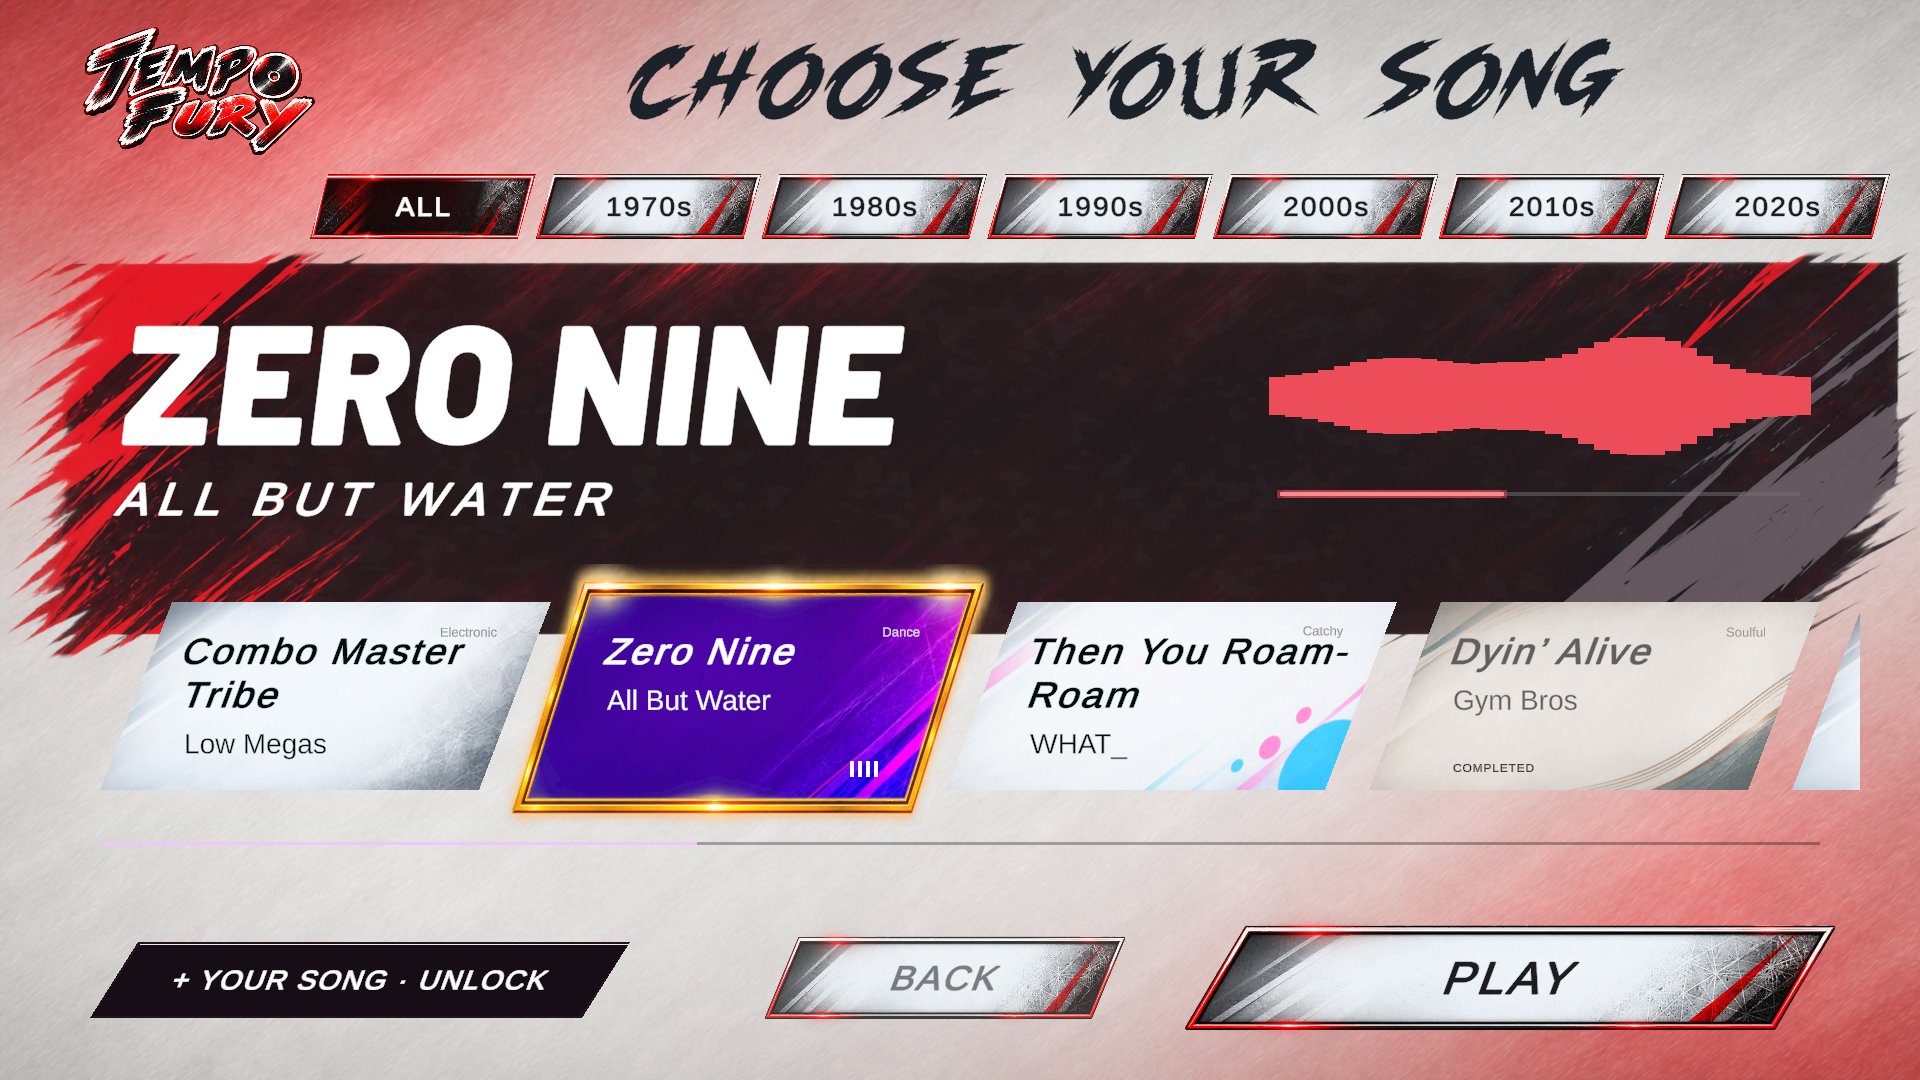 TEMPO
FURY
CHOOSE YOUR SONG
ALL
1970s
1980s
1990s
2000s
2010s
2020s
ZERO NINE
ALL BUT WATER
Electronic
Combo Master
Tribe
Low Megas
Dance
Zero Nine
All But Water
Catchy
Then You Roam-
Roam
WHAT_
Soulful
Dyin’ Alive
Gym Bros
COMPLETED
+ YOUR SONG · UNLOCK
BACK
PLAY